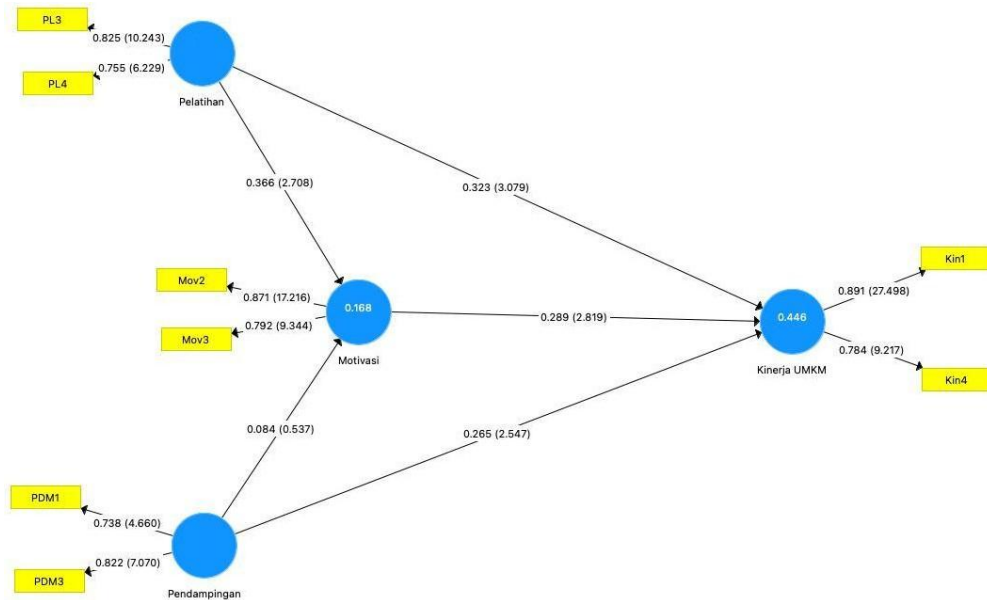 PL3
0.825 (10.243)
PL4
0.755 (6.229)
Pelatihan
0.366 (2.708)
0.323 (3.079)
Mov2
0.871 (17.216)
Mov3
0.792 (9.344)
0.168
Motivasi
0.289 (2.819)
0.446
Kinerja UMKM
Kin1
0.891 (27.498)
0.784 (9.217)
Kin4
0.084 (0.537)
0.265 (2.547)
PDM1
0.738 (4.660)
0.822 (7.070)
PDM3
Pendampingan